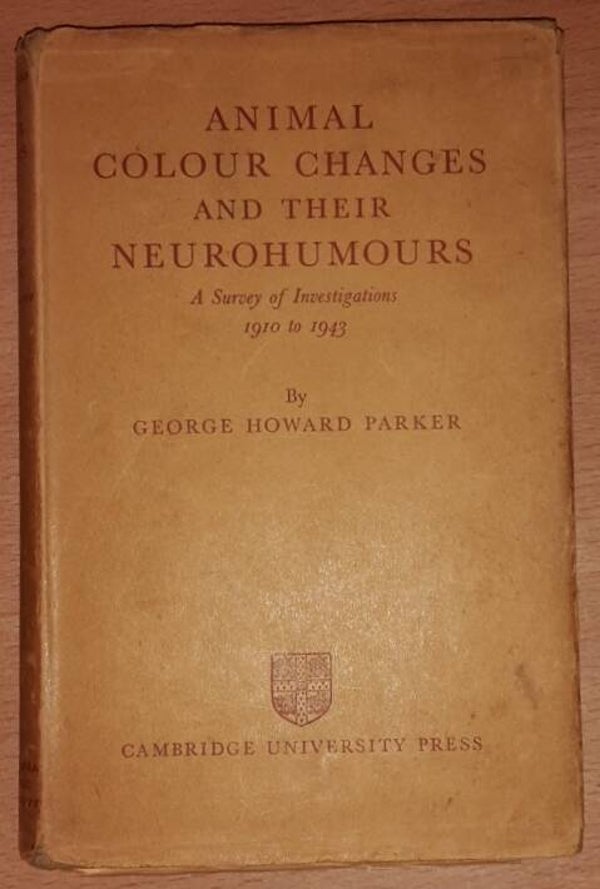 ANIMAL
COLOUR CHANGES
AND THEIR
NEUROHUMOURS
A Survey of Investigations
1910 to 1943
By
GEORGE HOWARD PARKER
CAMBRIDGE UNIVERSITY PRESS